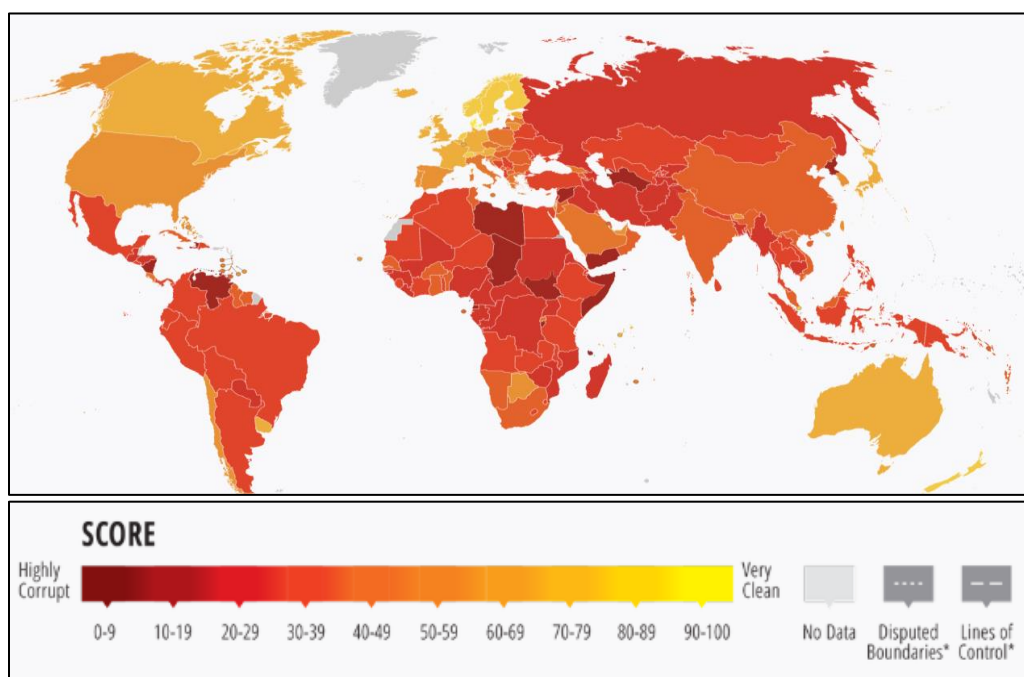 SCORE
Highly
Corrupt
Very
Clean
0-9 10-19 20-29 30-39 40-49 50-59 60-69 70-79 80-89 90-100
No Data
Disputed
Boundaries*
Lines of
Control*